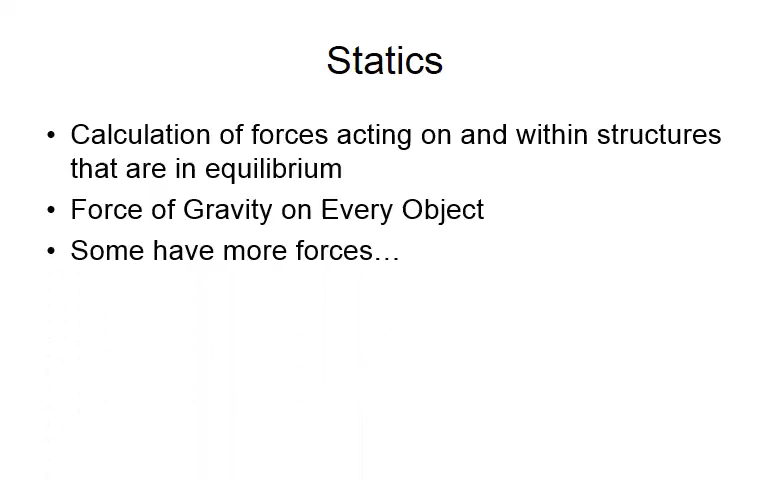 Statics
• Calculation of forces acting on and within structures
that are in equilibrium
• Force of Gravity on Every Object
• Some have more forces…